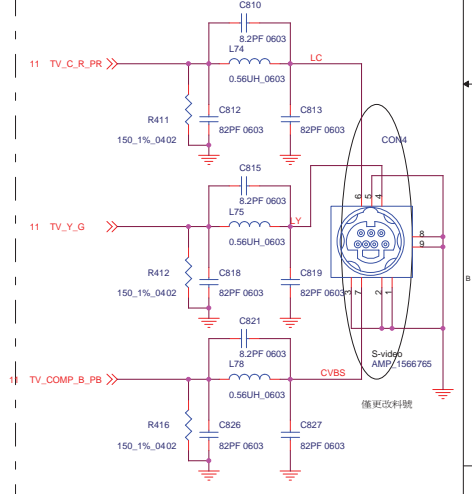 C810
8.2PF 0603
L74
11 TV_C_R_PR
LC
0.56UH_0603
C812
C813
R411
82PF 0603
82PF 0603
150_1%_0402
CON4
C815
8.2PF 0603
L75
6
5
4
11 TV_Y_G
LY
0.56UH_0603
8
9
R412
C818
C819
150_1%_0402
82PF 0603
82PF 0603
3
7
2
1
B
C821
8.2PF 0603
L78
S-video
AMP_1566765
11 TV_COMP_B_PB
CVBS
0.56UH_0603
僅更改料號
R416
C826
C827
150_1%_0402
82PF 0603
82PF 0603